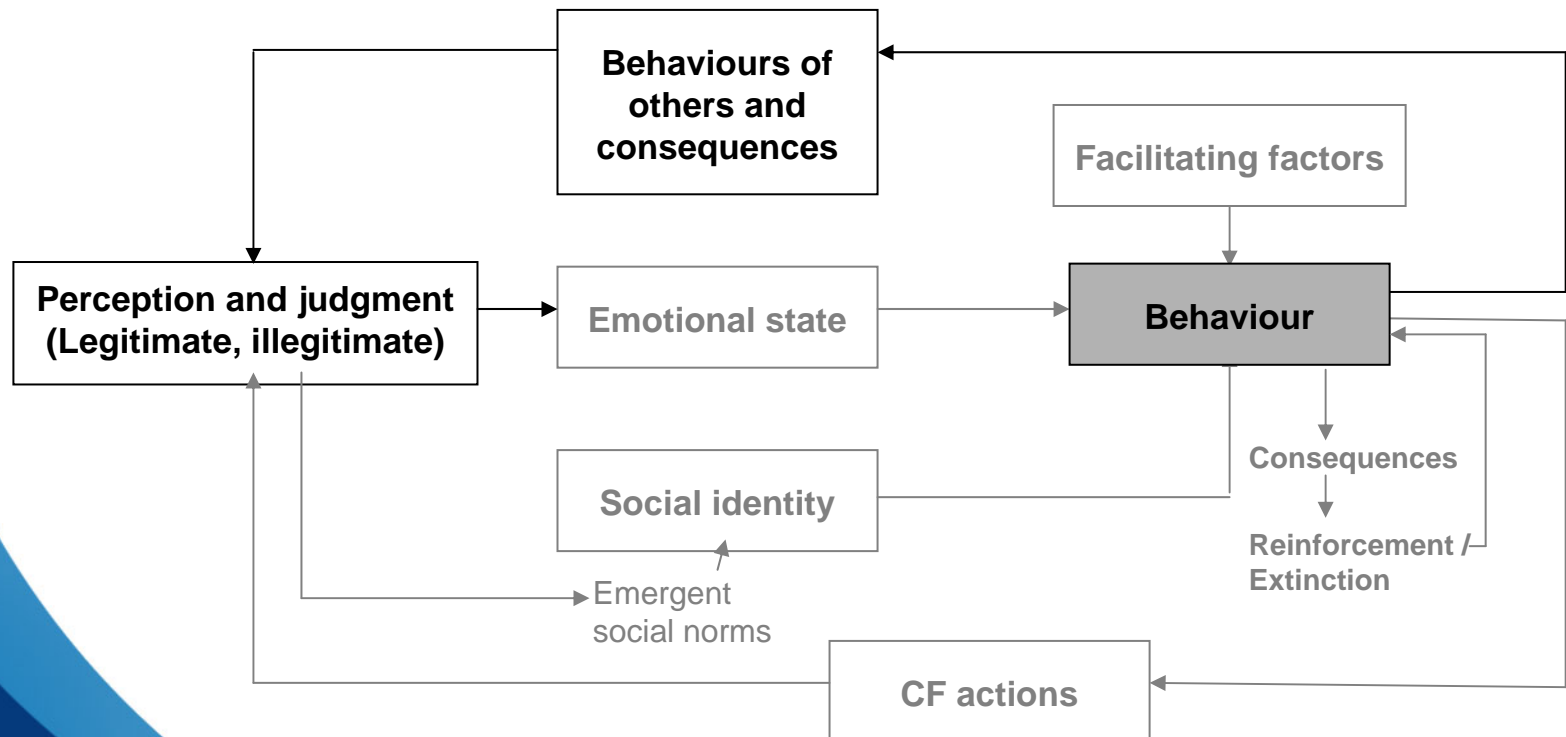 Behaviours of
others and
consequences
Facilitating factors
Perception and judgment
(Legitimate, illegitimate)
Emotional state
Behaviour
Consequences
Social identity
Reinforcement /
Extinction
Emergent
social norms
CF actions